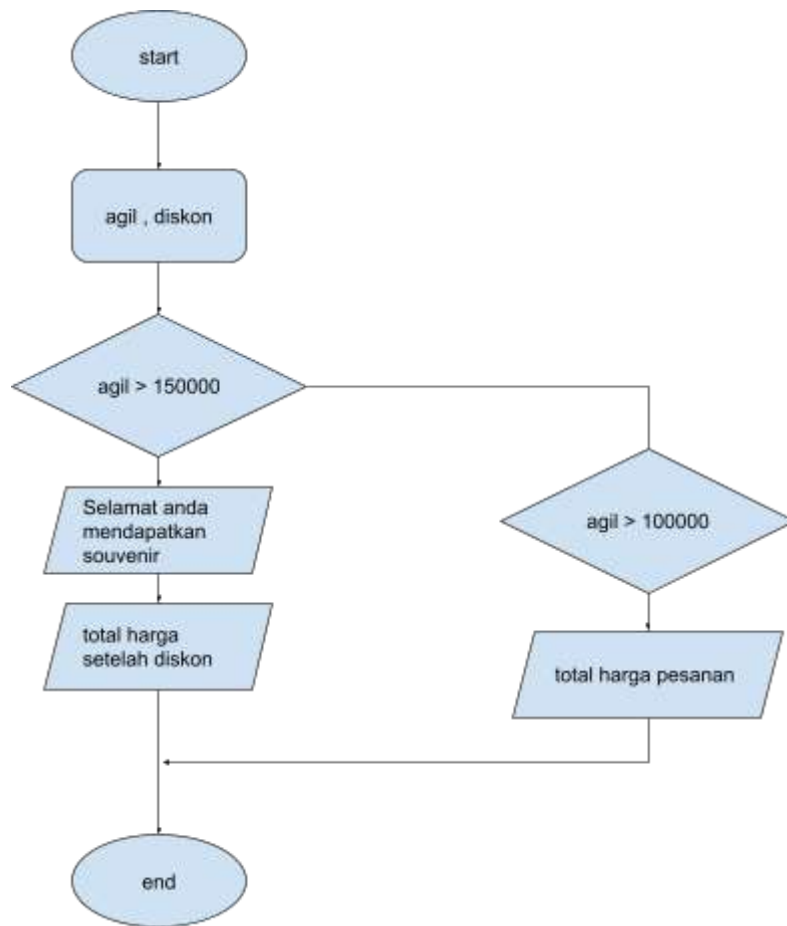 start
agil , diskon
agil > 150000
Selamat anda
mendapatkan
souvenir
agil > 100000
total harga
setelah diskon
total harga pesanan
end